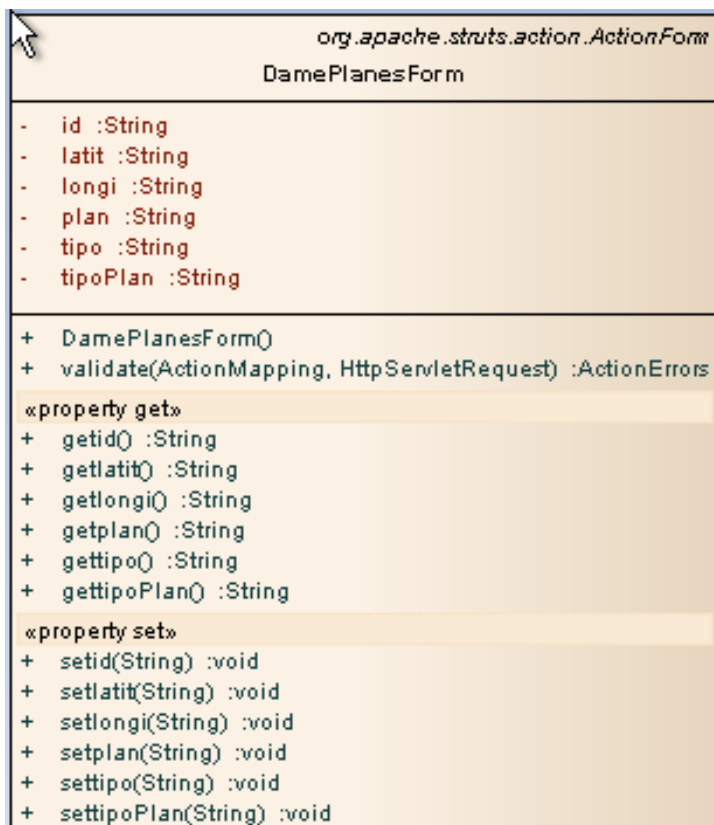 org.apache.struts.action.ActionForm
DamePlanesForm
- id :String
- latit :String
- longi :String
- plan :String
- tipo :String
- tipoPlan :String
+ DamePlanesForm()
+ validate(ActionMapping, HttpServletRequest) :ActionErrors
«property get»
+ getid() :String
+ getlatit() :String
+ getlongi() :String
+ getplan() :String
+ gettipo() :String
+ gettipoPlan() :String
«property set»
+ setid(String) :void
+ setlatit(String) :void
+ setlongi(String) :void
+ setplan(String) :void
+ settipo(String) :void
+ settipoPlan(String) :void